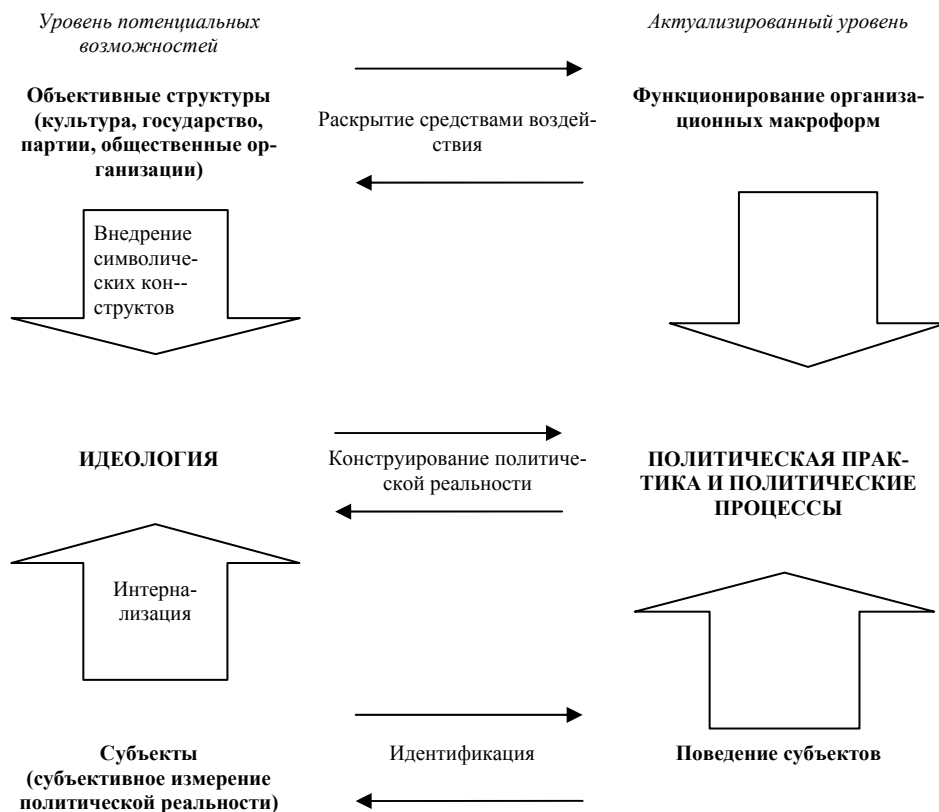 Уровень потенциальных
возможностей
Актуализированный уровень
Объективные структуры
(культура, государство,
партии, общественные ор-
ганизации)
Раскрытие средствами воздей-
ствия
Функционирование организа-
ционных макроформ
Внедрение
символиче-
ских кон--
структов
ИДЕОЛОГИЯ
Конструирование политиче-
ской реальности
ПОЛИТИЧЕСКАЯ ПРАК-
ТИКА И ПОЛИТИЧЕСКИЕ
ПРОЦЕССЫ
Интерна-
лизация
Субъекты
(субъективное измерение
политической реальности)
Идентификация
Поведение субъектов